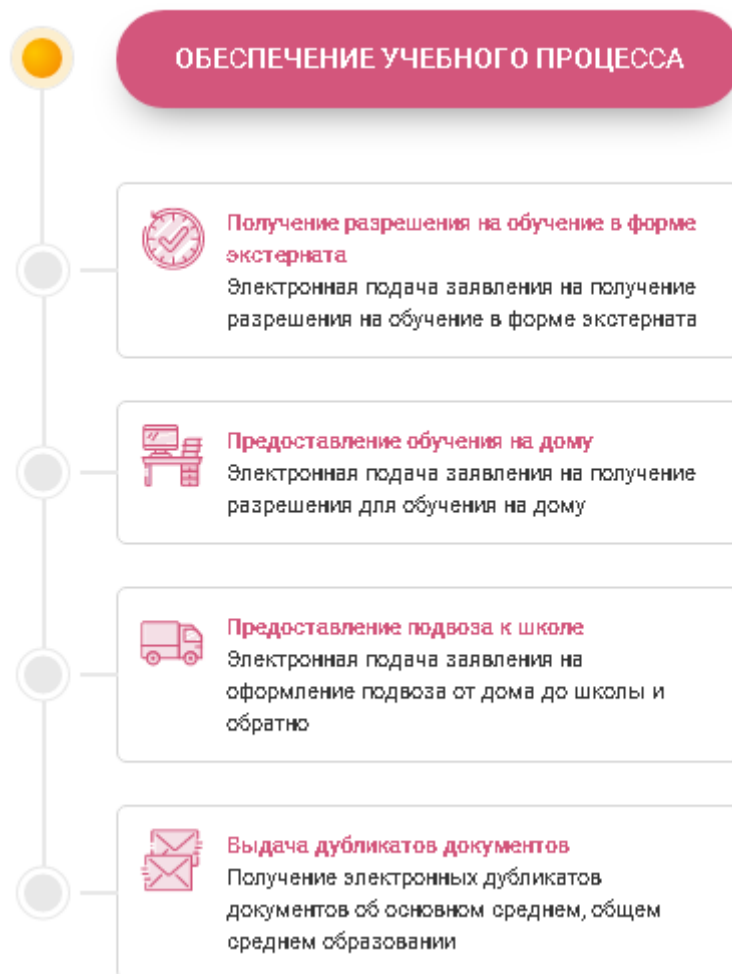 ОБЕСПЕЧЕНИЕ УЧЕБНОГО ПРОЦЕССА
Получение разрешения на обучение в форме
экстерната
Электронная подача заявления на получение
разрешения на обучение в форме экстерната
Предоставление обучения на дому
Электронная подача заявления на получение
разрешения для обучения на дому
Предоставление подвоза к школе
Электронная подача заявления на
оформление подвоза от дома до школы и
обратно
Выдача дубликатов документов
Получение электронных дубликатов
документов об основном среднем, общем
среднем образовании